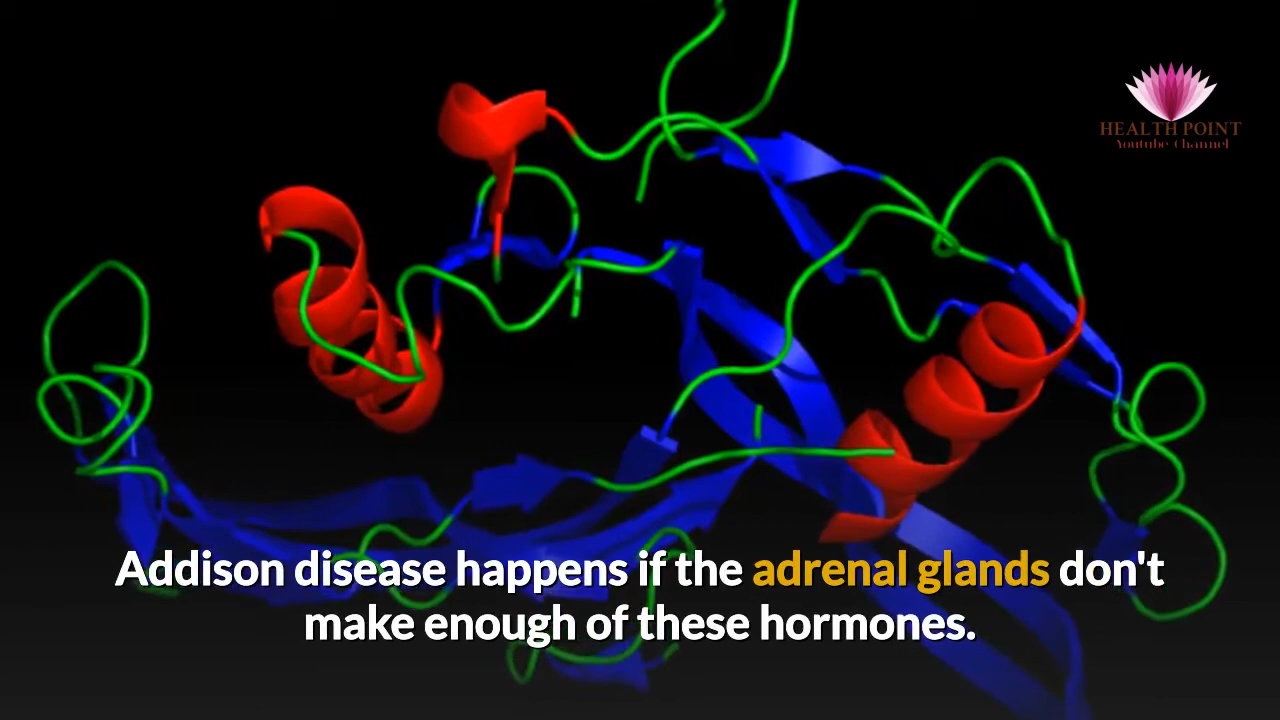 HEALTH POINT
Youtube Channel
Addison disease happens if the adrenal glands don't
make enough of these hormones.